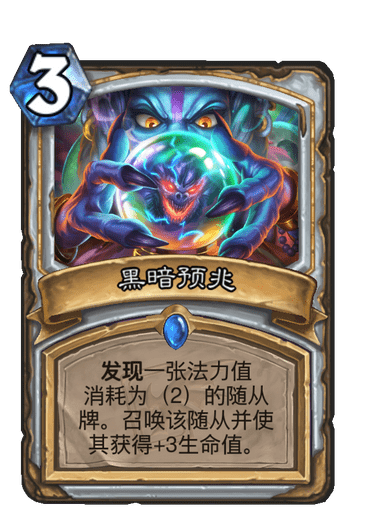 3
黑暗预兆
发现一张法力值
消耗为（2）的随从
牌。召唤该随从并使
其获得+3生命值。